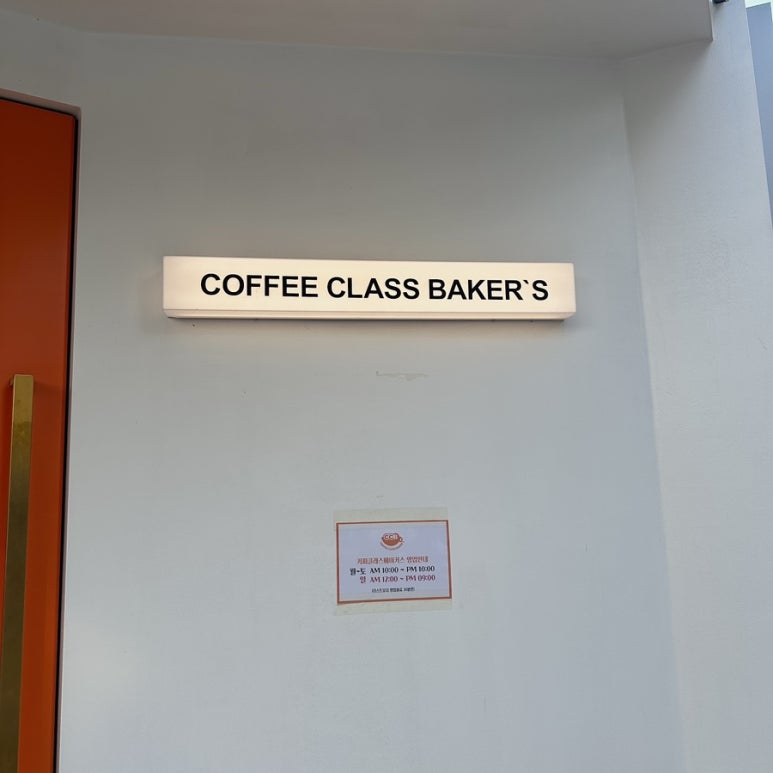 COFFEE CLASS BAKER`S
CCB
커피클래스베이커스 영업안내
월~토 AM 10:00 ~ PM 10:00
일 AM 12:00 ~ PM 09:00